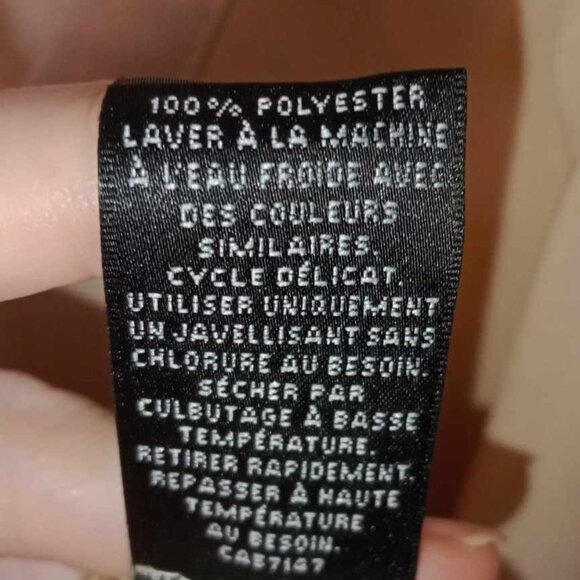 100% POLYESTER
LAVER À LA MACHINE
À L'EAU FROIDE AVEC
DES COULEURS
SIMILAIRES.
CYCLE DÉLICAT.
UTILISER UNIQUEMENT
UN JAVELLISANT SANS
CHLORURE AU BESOIN.
SÉCHER PAR
CULBUTAGE À BASSE
TEMPÉRATURE.
RETIRER RAPIDEMENT.
REPASSER À HAUTE
TEMPÉRATURE
AU BESOIN.
CA57147